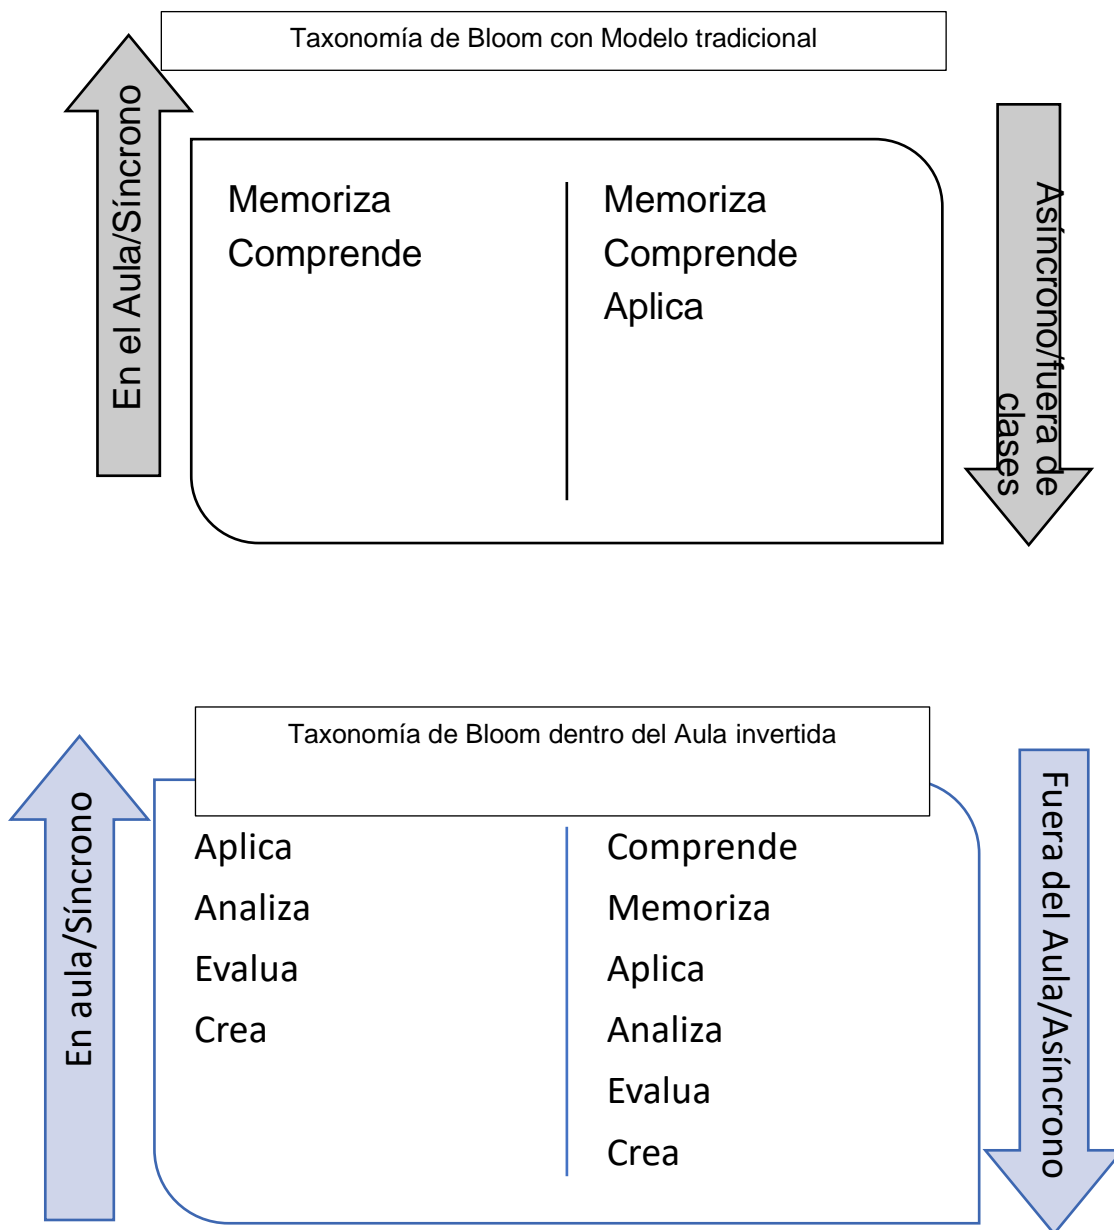 Taxonomía de Bloom con Modelo tradicional
En el Aula/Síncrono
Memoriza
Comprende
Memoriza
Comprende
Aplica
Asíncrono/fuera de
clases
Taxonomía de Bloom dentro del Aula invertida
En aula/Síncrono
Aplica
Analiza
Evalua
Crea
Comprende
Memoriza
Aplica
Analiza
Evalua
Crea
Fuera del Aula/Asíncrono